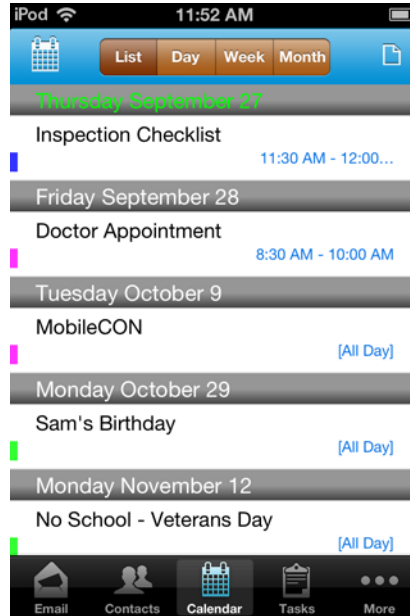 iPod 11:52 AM
List Day Week Month
Thursday September 27
Inspection Checklist
11:30 AM - 12:00...
Friday September 28
Doctor Appointment
8:30 AM - 10:00 AM
Tuesday October 9
MobileCON
[All Day]
Monday October 29
Sam's Birthday
[All Day]
Monday November 12
No School - Veterans Day
[All Day]
Email Contacts Calendar Tasks More